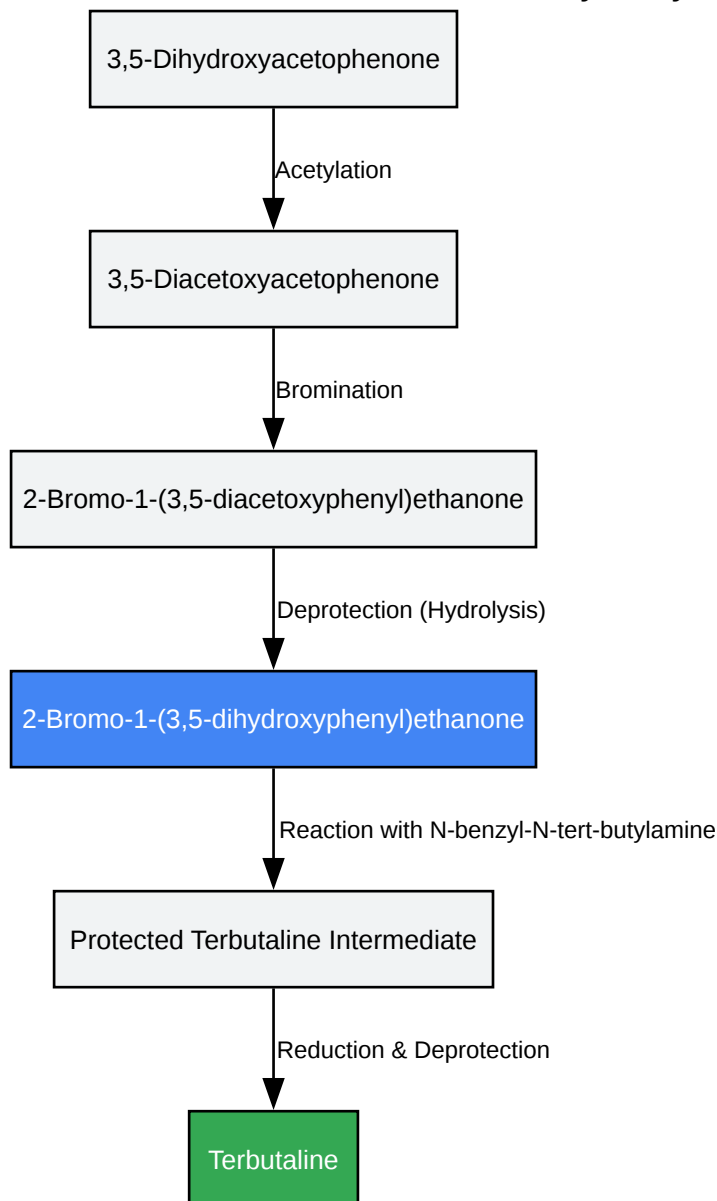 3,5-Dihydroxyacetophenone
Acetylation
3,5-Diacetoxyacetophenone
Bromination
2-Bromo-1-(3,5-diacetoxyphenyl)ethanone
Deprotection (Hydrolysis)
2-Bromo-1-(3,5-dihydroxyphenyl)ethanone
Reaction with N-benzyl-N-tert-butylamine
Protected Terbutaline Intermediate
Reduction & Deprotection
Terbutaline